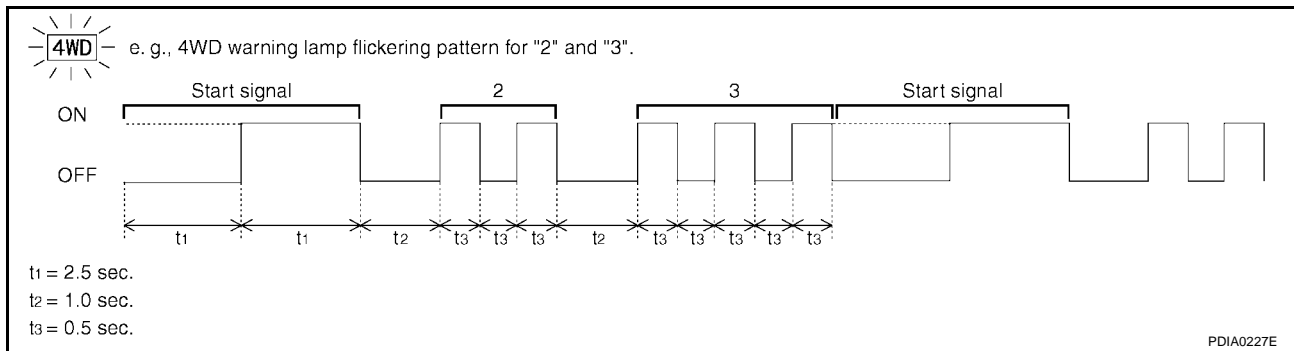 4WD e. g., 4WD warning lamp flickering pattern for "2" and "3".
Start signal 2 3 Start signal
ON
OFF
t1 t1 t2 t3 t3 t3 t2 t3 t3 t3 t3 t3
t1 = 2.5 sec.
t2 = 1.0 sec.
t3 = 0.5 sec.
PDIA0227E